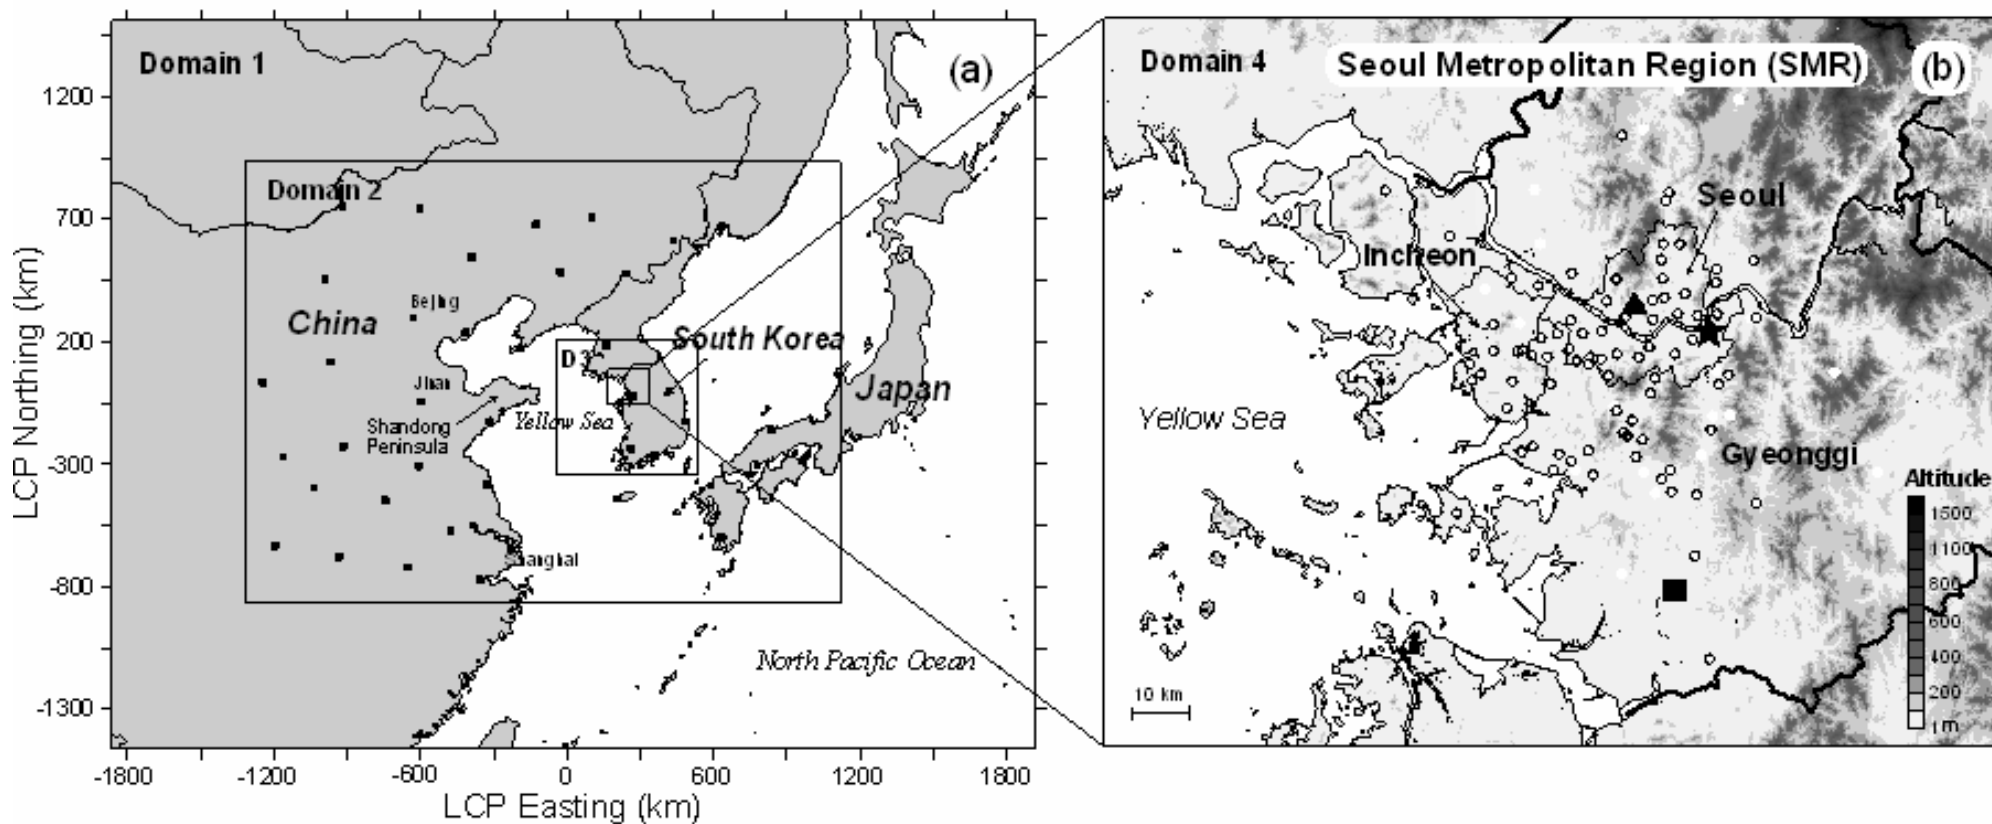 Domain 1
(a)
Domain 2
Beijing
China
South Korea
D3
Japan
Jinan
Shandong
Peninsula
Yellow Sea
North Pacific Ocean
1200
700
200
-300
-800
-1300
-1800
-1200
-600
0
600
1200
1800
LCP Northing (km)
LCP Easting (km)
Domain 4
Seoul Metropolitan Region (SMR)
(b)
Seoul
Incheon
Yellow Sea
Gyeonggi
Altitude
1500
1100
800
600
400
200
1 m
10 km